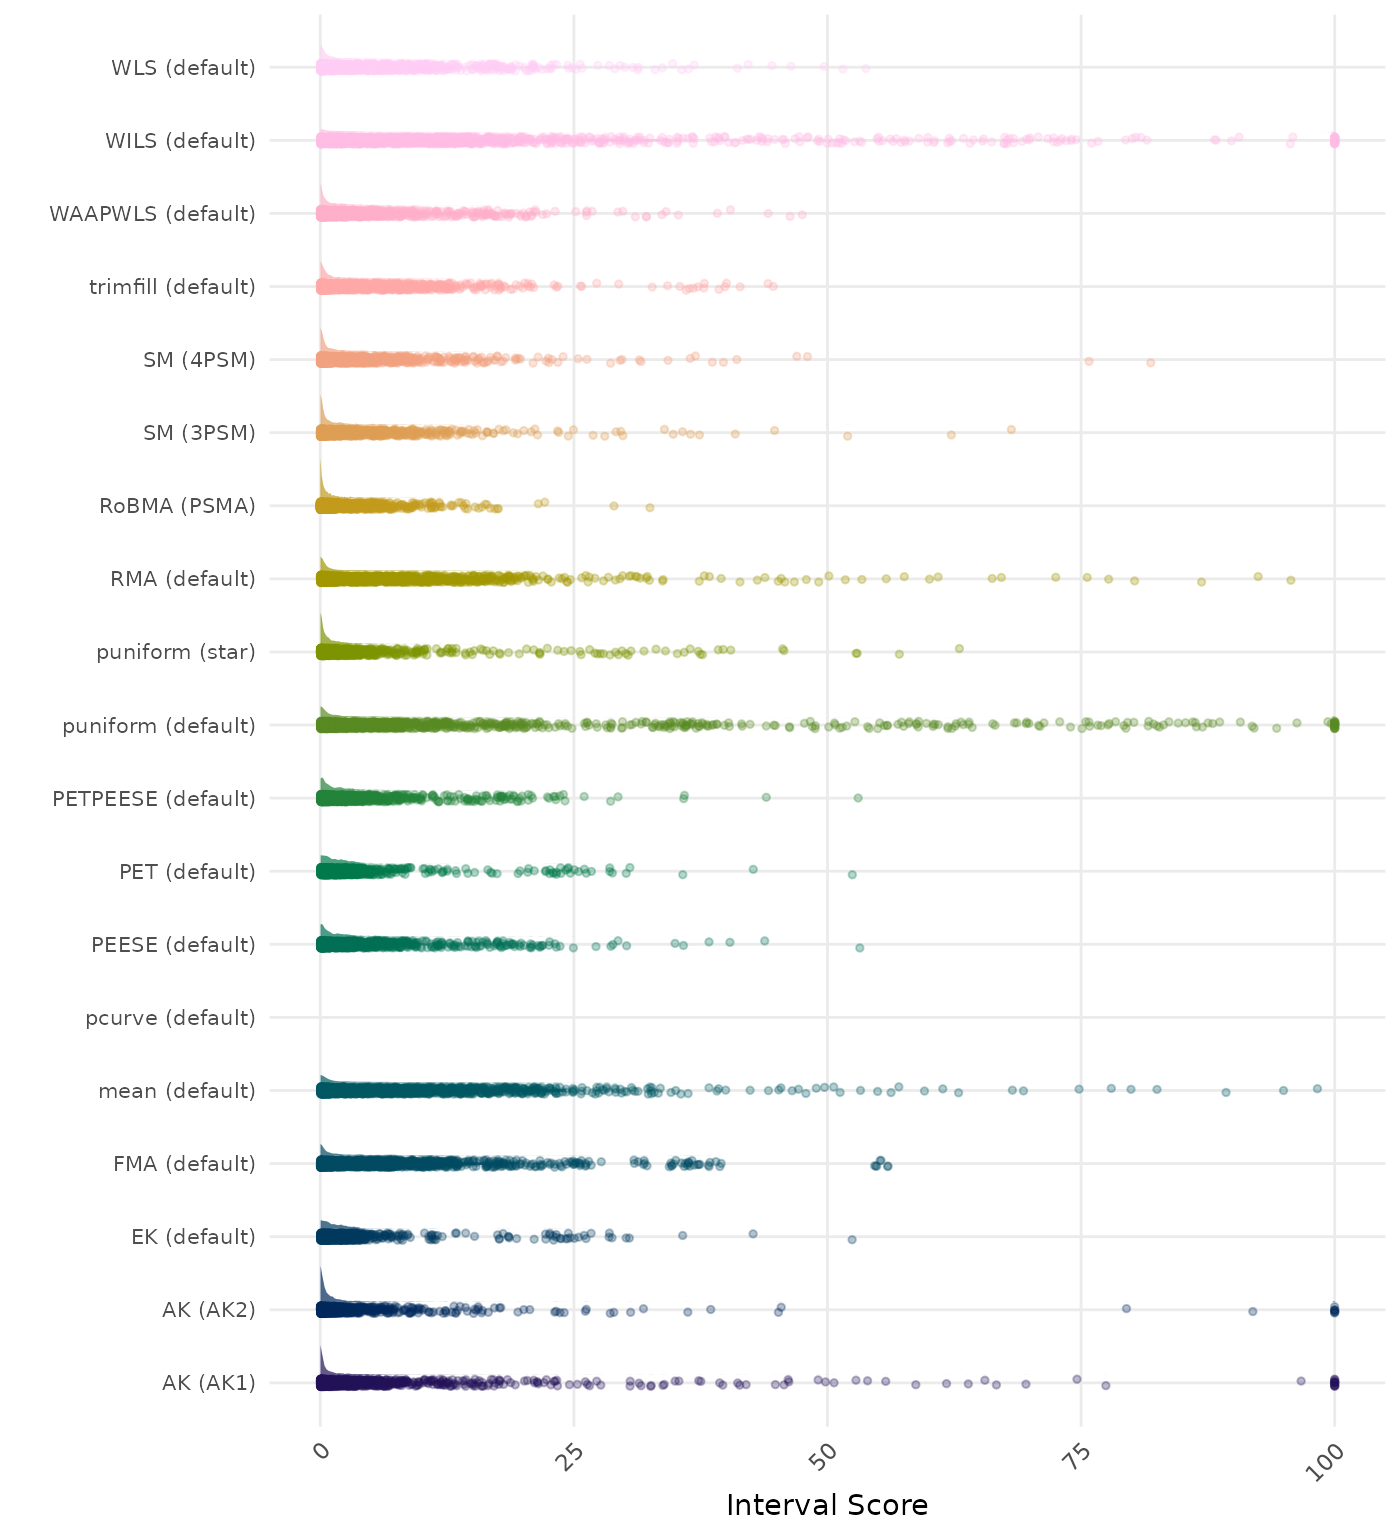 WLS (default)
WILS (default)
WAAPWLS (default)
trimfill (default)
SM (4PSM)
SM (3PSM)
RoBMA (PSMA)
RMA (default)
puniform (star)
puniform (default)
PETPEESE (default)
PET (default)
PEESE (default)
pcurve (default)
mean (default)
FMA (default)
EK (default)
AK (AK2)
AK (AK1)
0
25
50
75
100
Interval Score